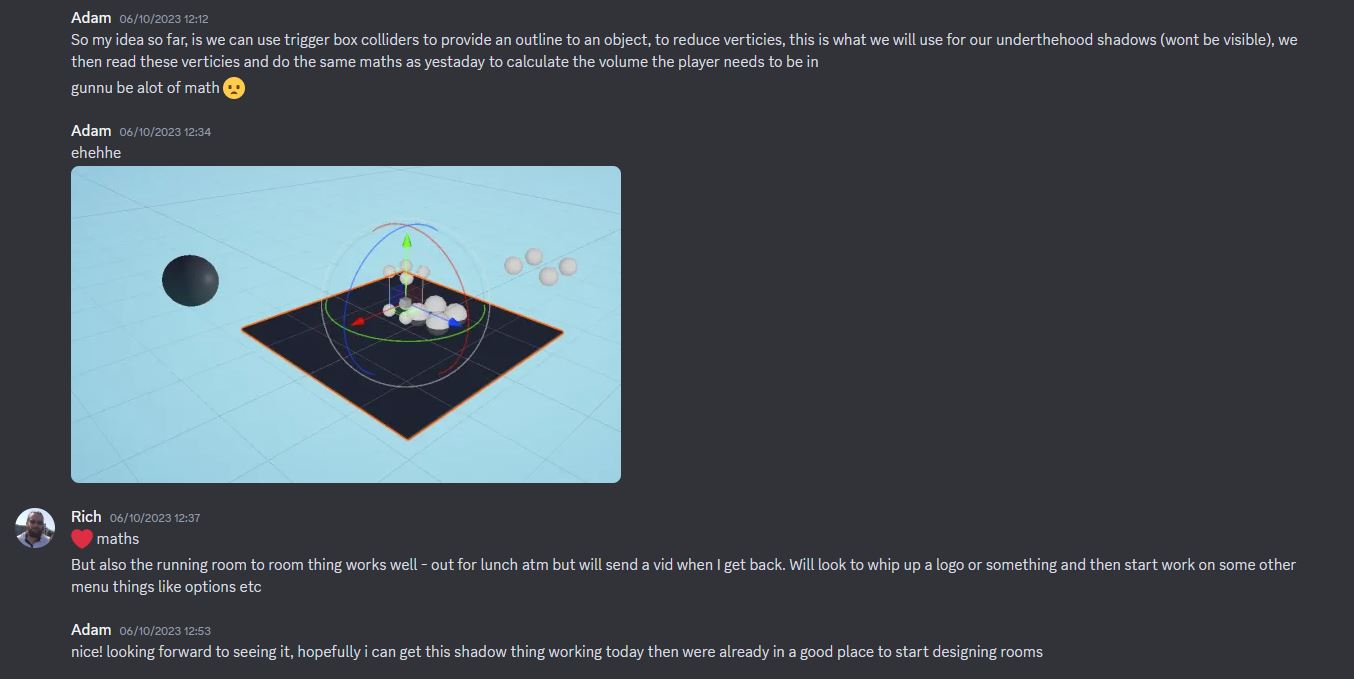 Adam 06/10/2023 12:12
So my idea so far, is we can use trigger box colliders to provide an outline to an object, to reduce verticies, this is what we will use for our underthehood shadows (wont be visible), we
then read these verticies and do the same maths as yestaday to calculate the volume the player needs to be in
gunnu be alot of math
Adam 06/10/2023 12:34
ehehhe
Rich 06/10/2023 12:37
maths
But also the running room to room thing works well - out for lunch atm but will send a vid when I get back. Will look to whip up a logo or something and then start work on some other
menu things like options etc
Adam 06/10/2023 12:53
nice! looking forward to seeing it, hopefully i can get this shadow thing working today then were already in a good place to start designing rooms